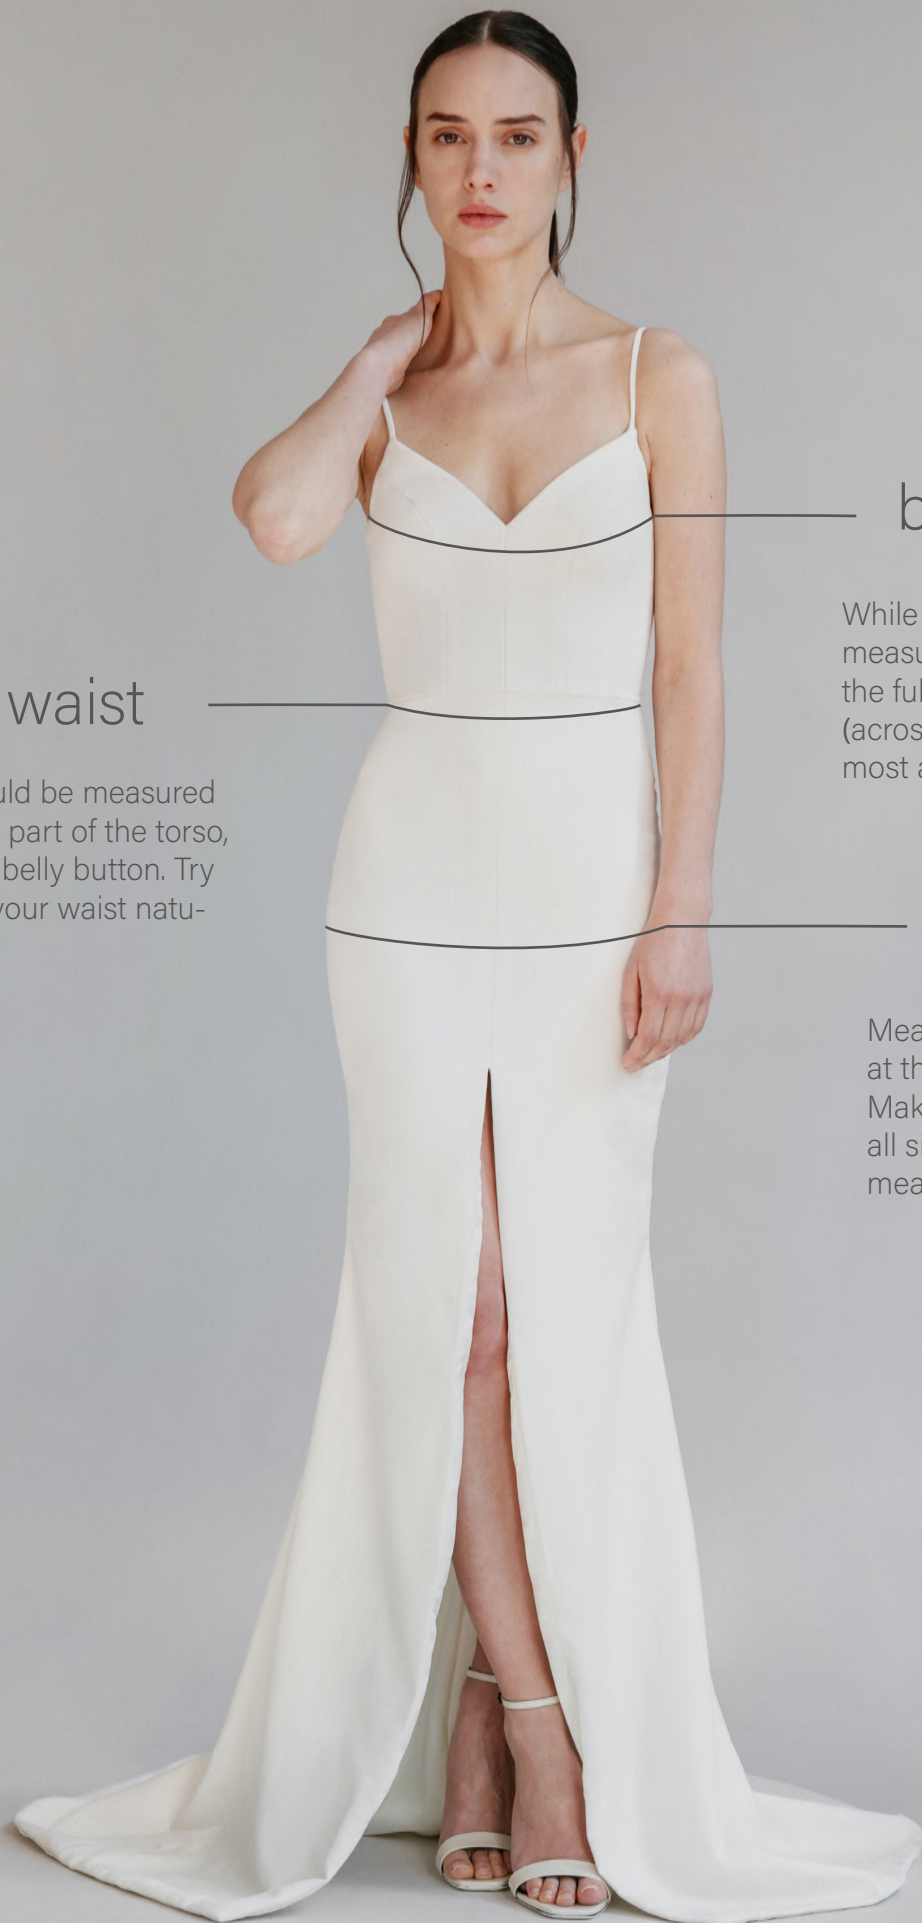 waist
uld be measured
part of the torso,
belly button. Try
your waist natu-
b
While
measu
the ful
(acros
most a
Mea
at th
Mak
all s
mea